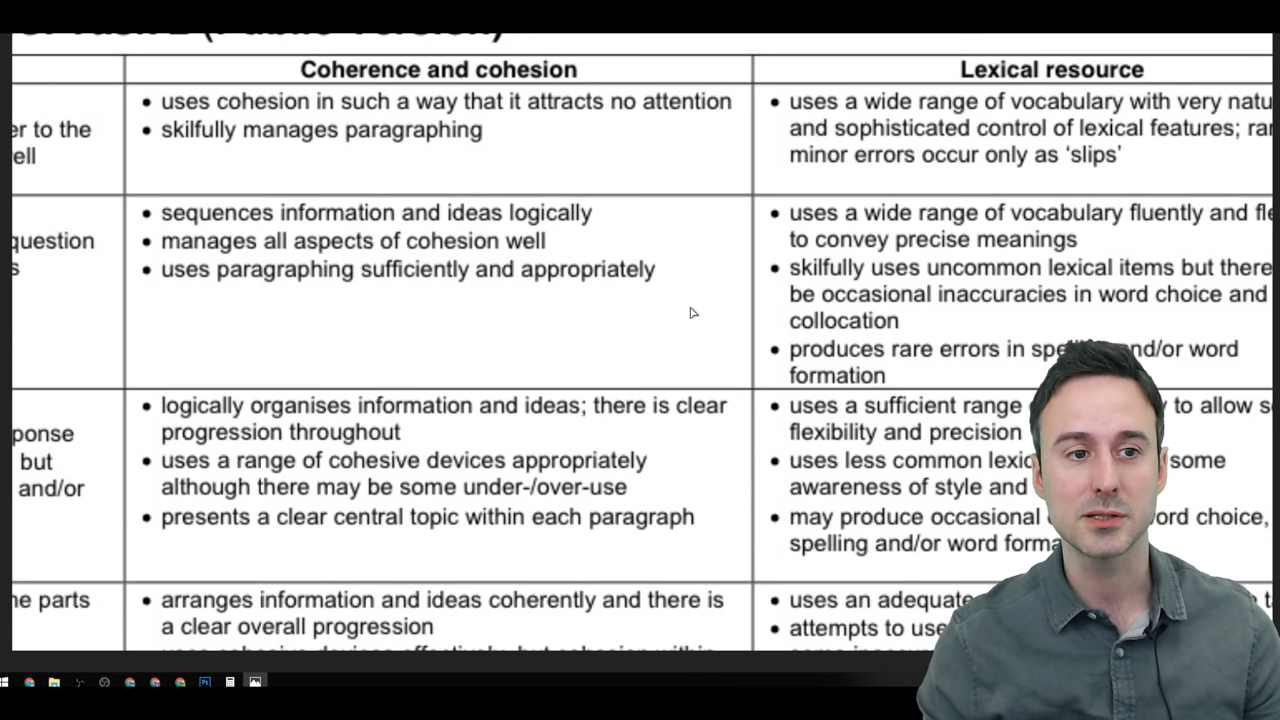 Coherence and cohesion
Lexical resource
er to the
ell
• uses cohesion in such a way that it attracts no attention
• skilfully manages paragraphing
• uses a wide range of vocabulary with very natu
and sophisticated control of lexical features; rar
minor errors occur only as ‘slips’
question
s
• sequences information and ideas logically
• manages all aspects of cohesion well
• uses paragraphing sufficiently and appropriately
• uses a wide range of vocabulary fluently and fle
to convey precise meanings
• skilfully uses uncommon lexical items but there
be occasional inaccuracies in word choice and
collocation
• produces rare errors in and/or word
formation
ponse
but
and/or
• logically organises information and ideas; there is clear
progression throughout
• uses a range of cohesive devices appropriately
although there may be some under-/over-use
• presents a clear central topic within each paragraph
• uses a sufficient range to allow s
flexibility and precision
• uses less common some
awareness of style and
• may produce occasional word choice,
spelling and/or word forma
ne parts
• arranges information and ideas coherently and there is
a clear overall progression
• uses an adequate
• attempts to use